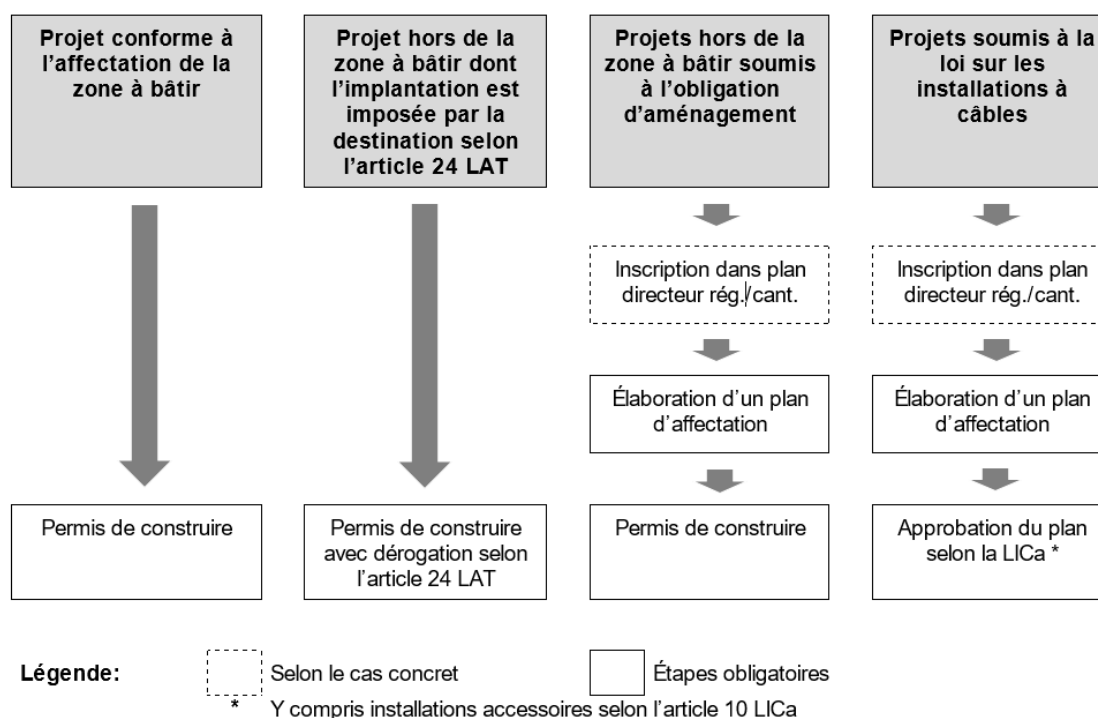 Projet conforme à
l'affectation de la
zone à bâtir
Projet hors de la
zone à bâtir dont
l'implantation est
imposée par la
destination selon
l'article 24 LAT
Projets hors de la
zone à bâtir soumis
à l'obligation
d'aménagement
Projets soumis à la
loi sur les
installations à
câbles
Inscription dans plan
directeur rég./cant.
Inscription dans plan
directeur rég./cant.
Élaboration d'un plan
d'affectation
Élaboration d'un plan
d'affectation
Permis de construire
Permis de construire
avec dérogation selon
l'article 24 LAT
Permis de construire
Approbation du plan
selon la LICa *
Légende:
Selon le cas concret
Étapes obligatoires
* Y compris installations accessoires selon l'article 10 LICa